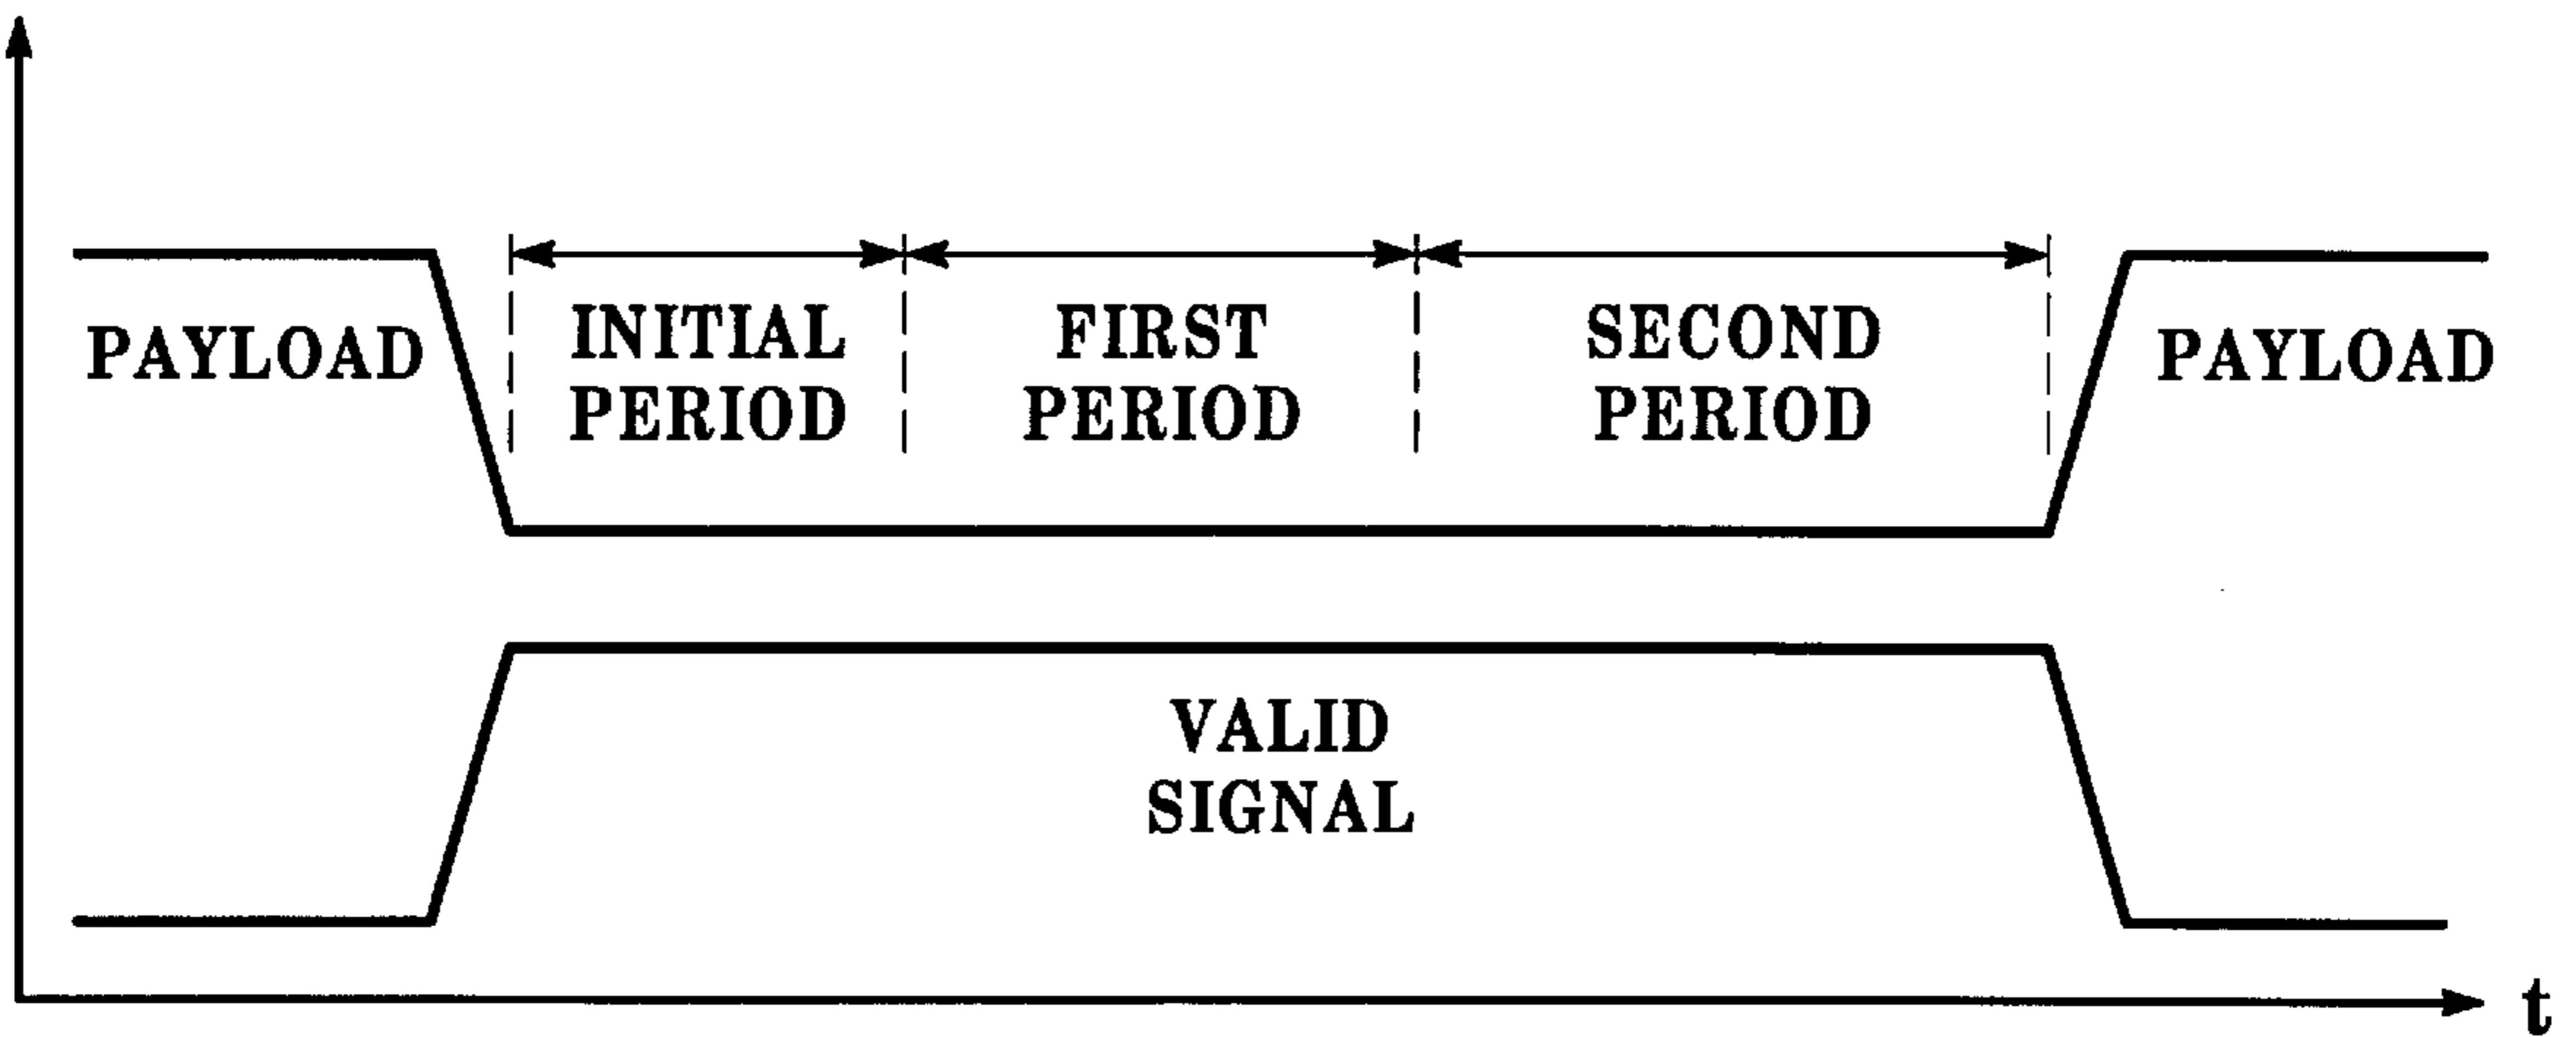 PAYLOAD
INITIAL
PERIOD
FIRST
PERIOD
SECOND
PERIOD
PAYLOAD
VALID
SIGNAL
t